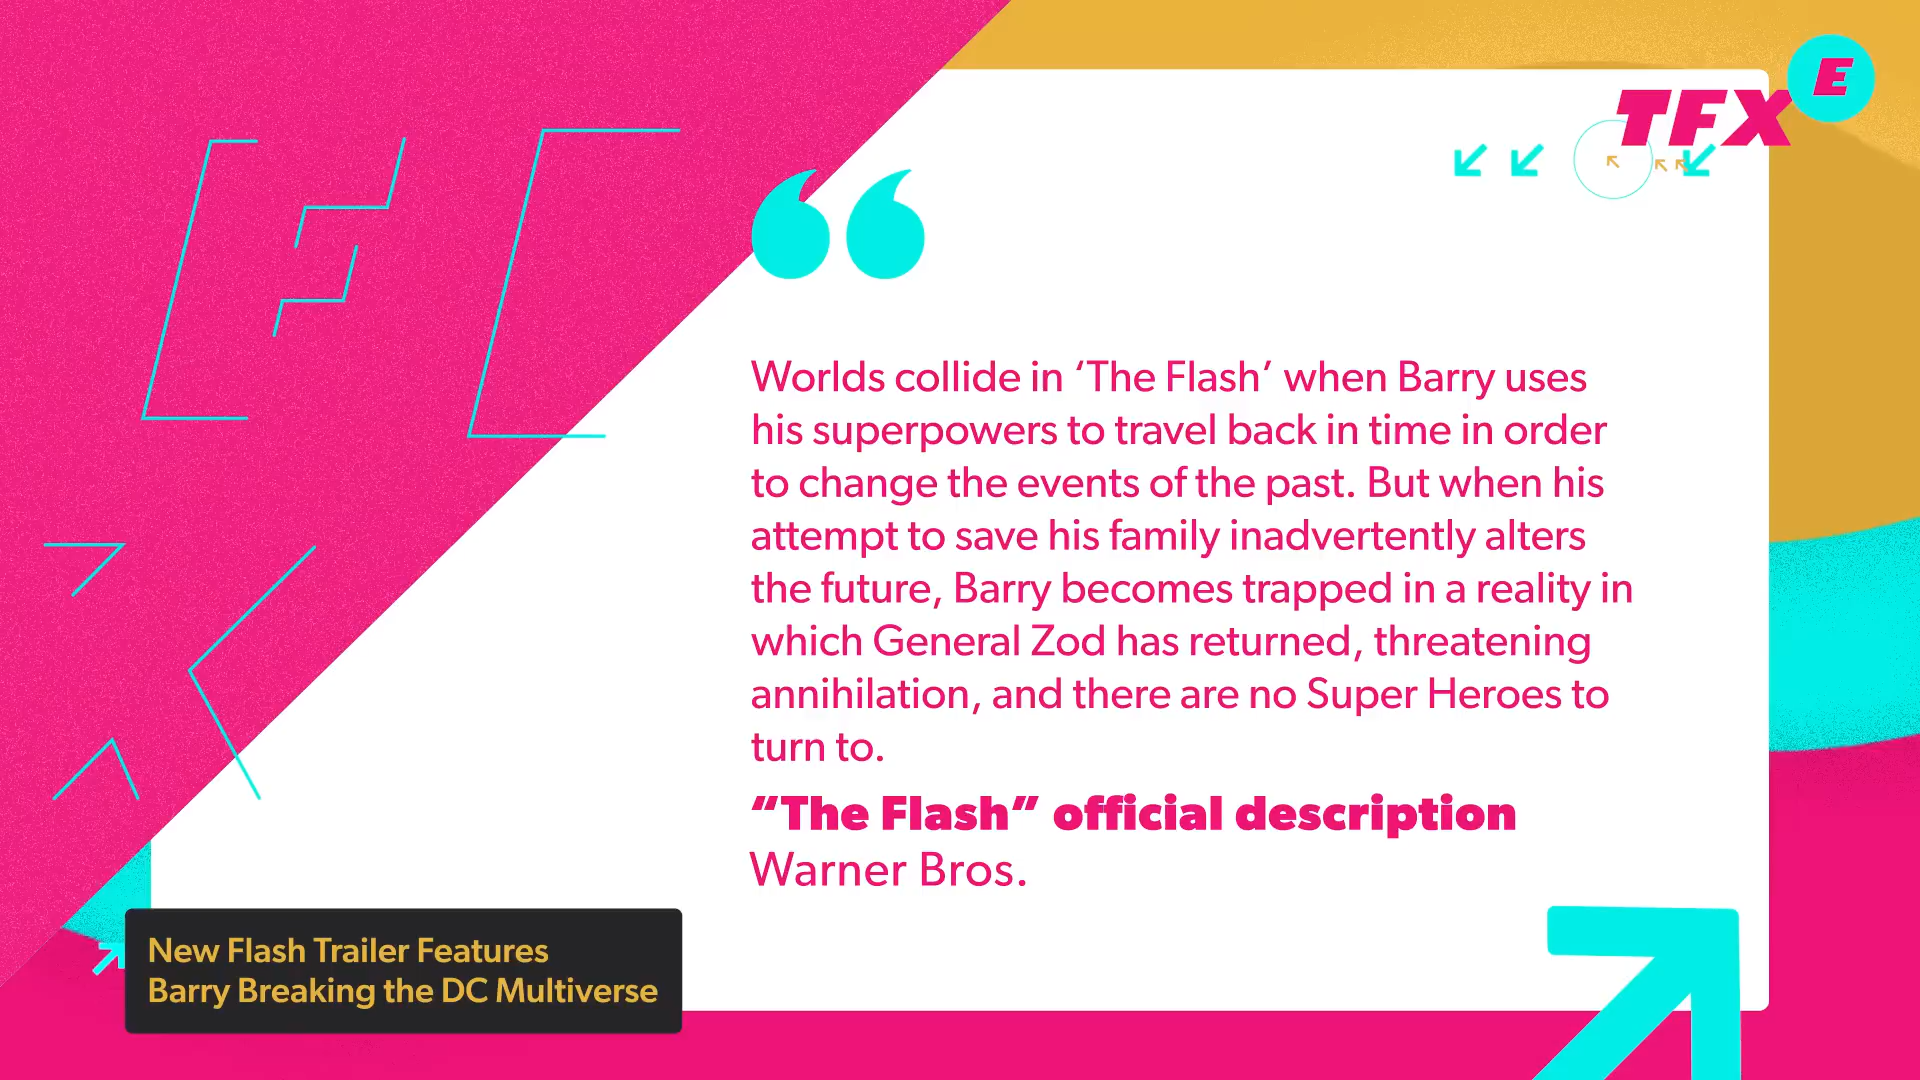 TFX
E
Worlds collide in ‘The Flash’ when Barry uses
his superpowers to travel back in time in order
to change the events of the past. But when his
attempt to save his family inadvertently alters
the future, Barry becomes trapped in a reality in
which General Zod has returned, threatening
annihilation, and there are no Super Heroes to
turn to.
“The Flash” official description
Warner Bros.
New Flash Trailer Features
Barry Breaking the DC Multiverse